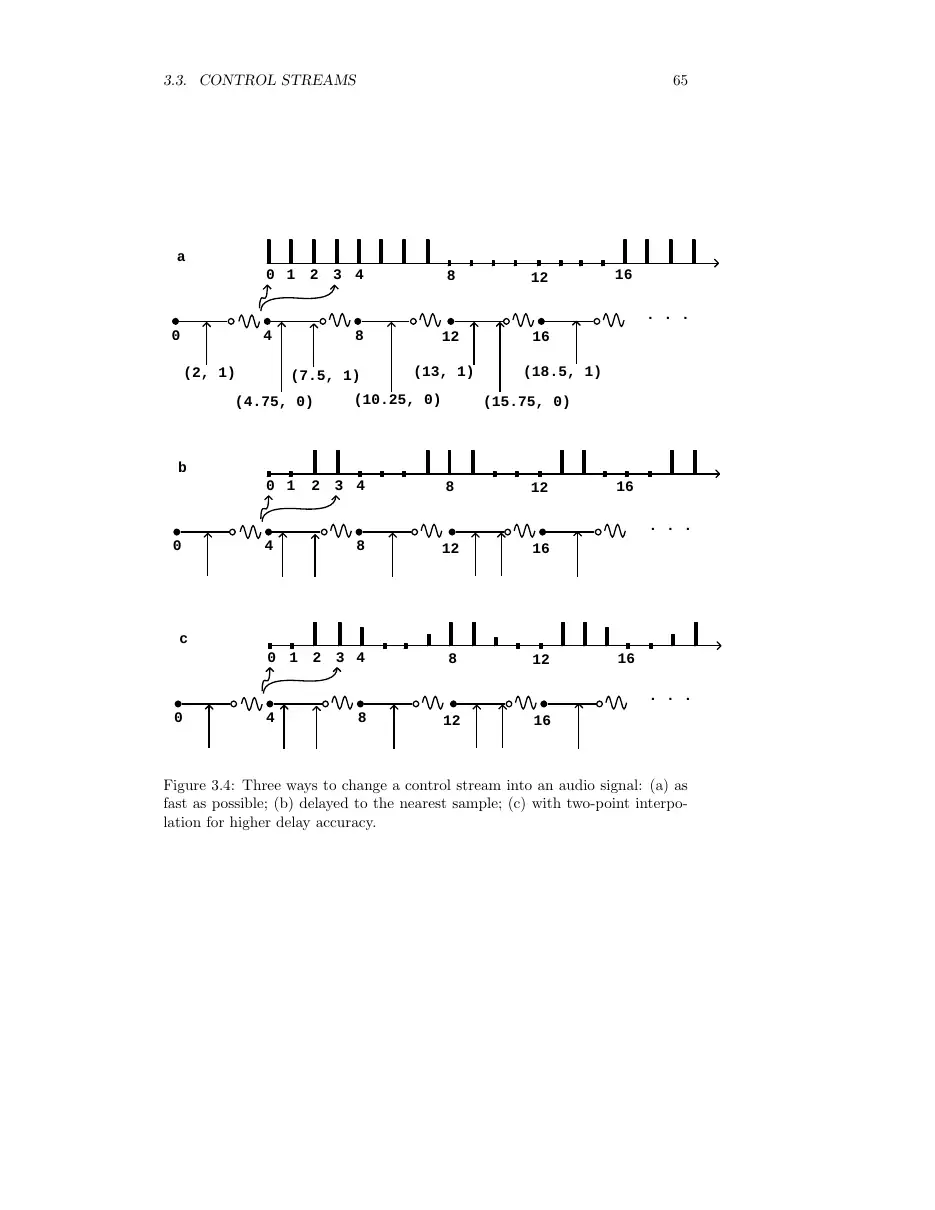 3.3. CONTROL STREAMS 65
a
0 1 2 3 4 8 12 16
0 4 8 12 16 . . .
(2, 1) (7.5, 1) (13, 1) (18.5, 1)
(4.75, 0) (10.25, 0) (15.75, 0)
b
0 1 2 3 4 8 12 16
0 4 8 12 16 . . .
c
0 1 2 3 4 8 12 16
0 4 8 12 16 . . .
Figure 3.4: Three ways to change a control stream into an audio signal: (a) as
fast as possible; (b) delayed to the nearest sample; (c) with two-point interpo-
lation for higher delay accuracy.